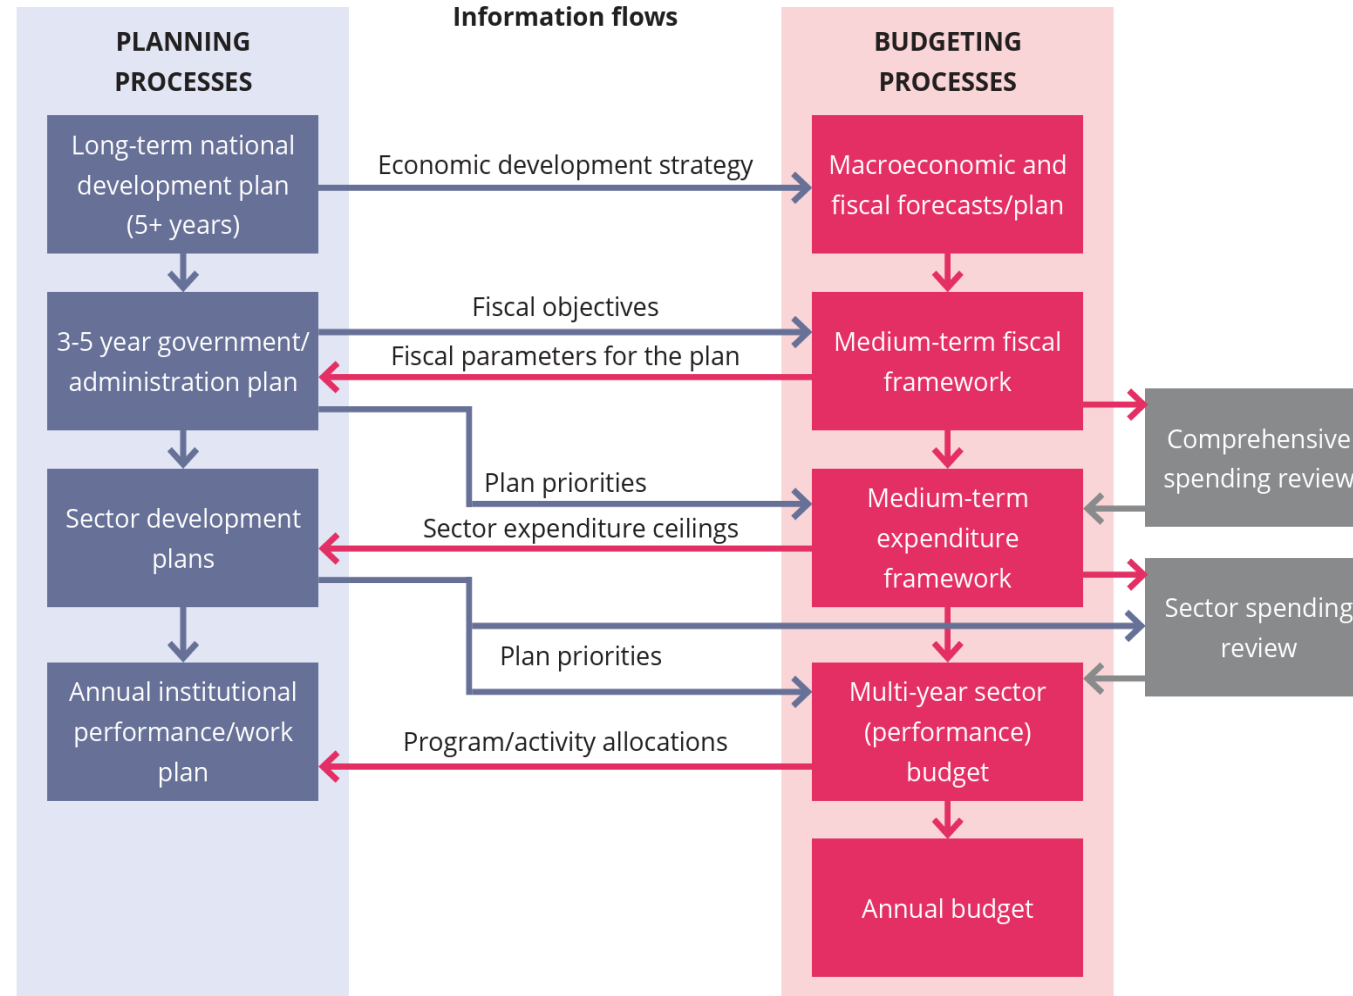 Information flows
PLANNING
PROCESSES
BUDGETING
PROCESSES
Long-term national
development plan
(5+ years)
Economic development strategy
Macroeconomic and
fiscal forecasts/plan
3-5 year government/
administration plan
Fiscal objectives
Fiscal parameters for the plan
Medium-term fiscal
framework
Comprehensive
spending review
Sector development
plans
Plan priorities
Sector expenditure ceilings
Medium-term
expenditure
framework
Sector spending
review
Annual institutional
performance/work
plan
Plan priorities
Program/activity allocations
Multi-year sector
(performance)
budget
Annual budget